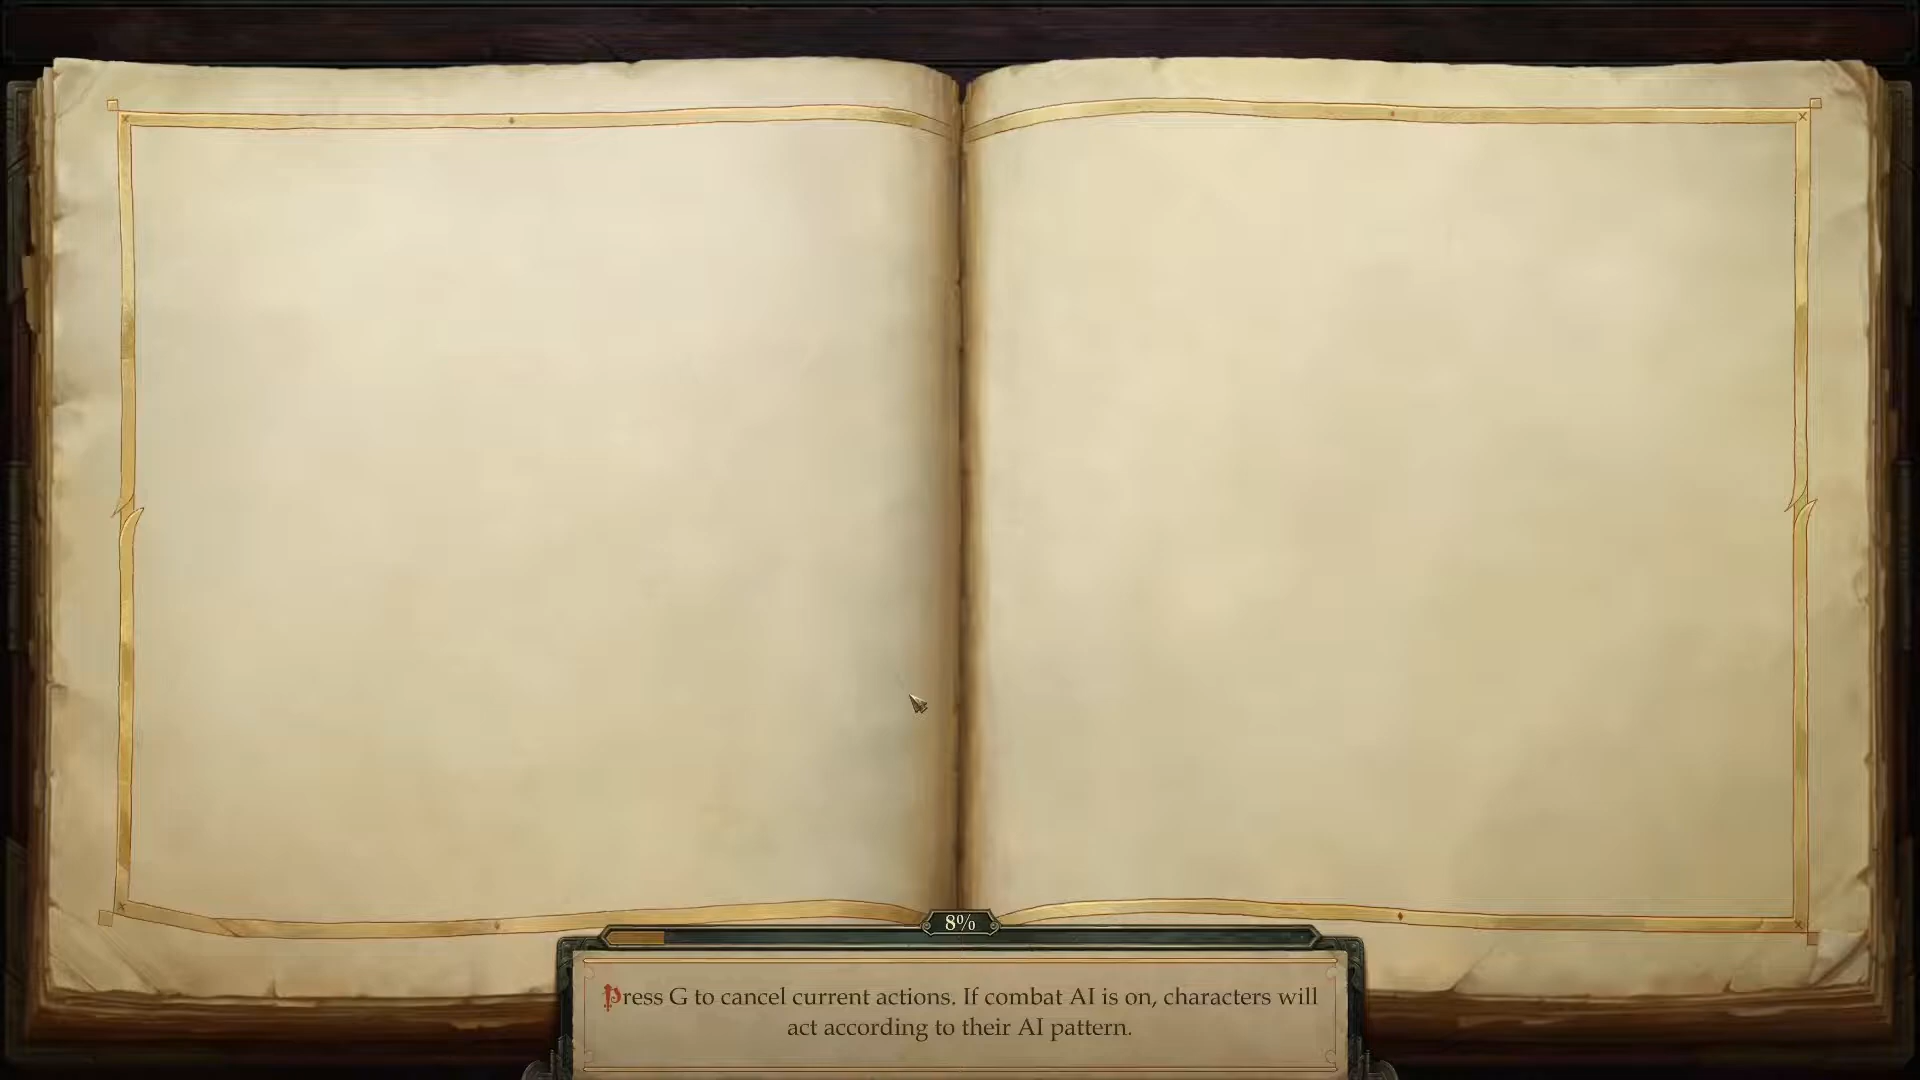 8%
Press G to cancel current actions. If combat AI is on, characters will
act according to their AI pattern.